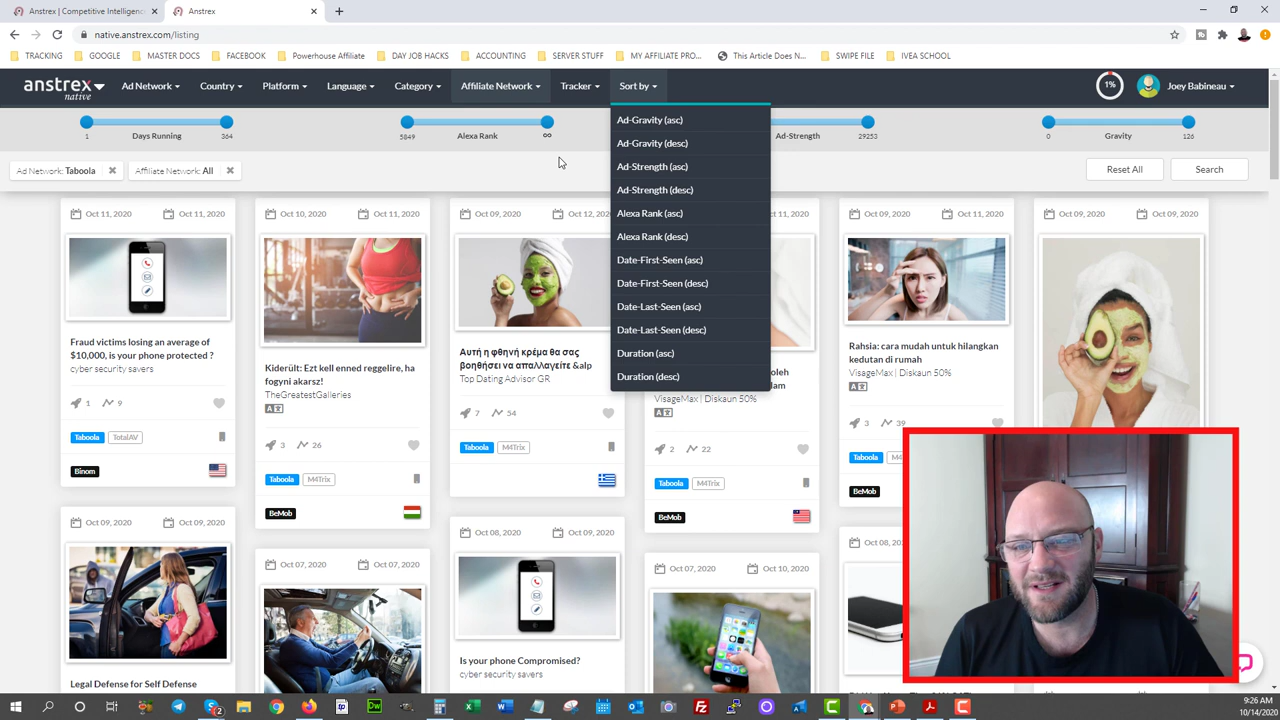 Anstrex | Competitive Intelligence
Anstrex
native.anstrex.com/listing
TRACKING
GOOGLE
MASTER DOCS
FACEBOOK
Powerhouse Affiliate
DAY JOB HACKS
ACCOUNTING
SERVER STUFF
MY AFFILIATE PRO...
This Article Does N...
SWIPE FILE
IVEA SCHOOL
anstrex
native
Ad Network
Country
Platform
Language
Category
Affiliate Network
Tracker
Sort by
1%
Joey Babineau
1
Days Running
364
5849
Alexa Rank
∞
Ad-Strength
29253
0
Gravity
126
Ad Network: Taboola
Affiliate Network: All
Reset All
Search
Ad-Gravity (asc)
Ad-Gravity (desc)
Ad-Strength (asc)
Ad-Strength (desc)
Alexa Rank (asc)
Alexa Rank (desc)
Date-First-Seen (asc)
Date-First-Seen (desc)
Date-Last-Seen (asc)
Date-Last-Seen (desc)
Duration (asc)
Duration (desc)
Oct 11, 2020
Oct 11, 2020
Fraud victims losing an average of
$10,000, is your phone protected ?
cyber security savers
1
9
Taboola
TotalAV
Binom
Oct 10, 2020
Oct 11, 2020
Kiderült: Ezt kell enned reggelire, ha
fogyni akarsz!
TheGreatestGalleries
3
26
Taboola
M4Trix
BeMob
Oct 09, 2020
Oct 12, 202
Αυτή η φθηνή κρέμα θα σας
βοηθήσει να απαλλαγείτε &alp
Top Dating Advisor GR
7
54
Taboola
M4Trix
11, 2020
oleh
am
VisageMax | Diskaun 50%
2
22
Taboola
M4Trix
BeMob
Oct 09, 2020
Oct 11, 2020
Rahsia: cara mudah untuk hilangkan
kedutan di rumah
VisageMax | Diskaun 50%
3
39
Taboola
M4
BeMob
Oct 09, 2020
Oct 09, 2020
Oct 09, 2020
Oct 09, 2020
Legal Defense for Self Defense
Oct 07, 2020
Oct 07, 2020
Oct 08, 2020
Oct 09, 2020
Is your phone Compromised?
cyber security savers
Oct 07, 2020
Oct 10, 2020
Oct 08, 202
9:26 AM
10/14/2020